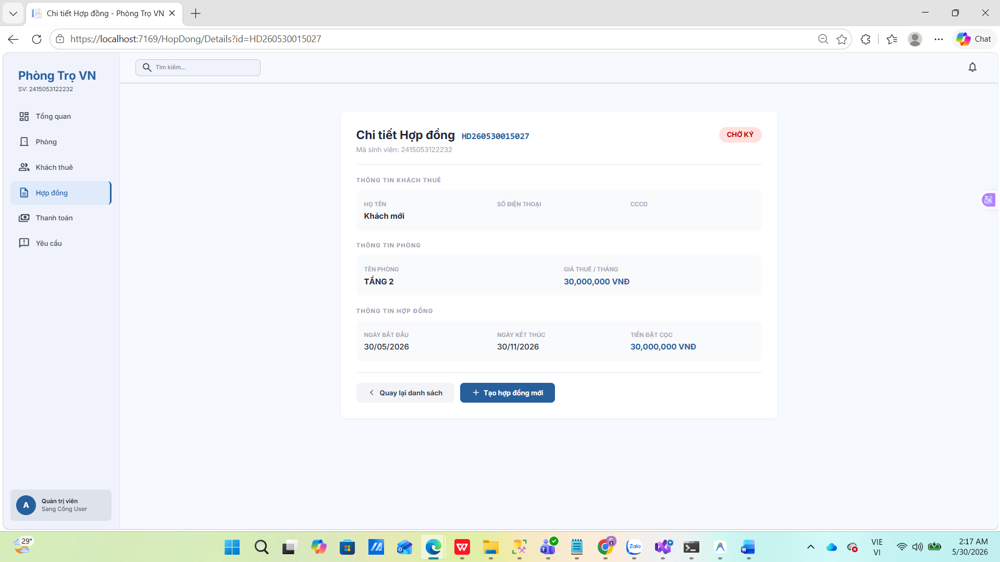 Chi tiết Hợp đồng - Phòng Trọ VN
https://localhost:7169/HopDong/Details?id=HD260530015027
Chat
Phòng Trọ VN
SV: 2415053122232
Tìm kiếm...
Tổng quan
Phòng
Khách thuê
Hợp đồng
Thanh toán
Yêu cầu
Chi tiết Hợp đồng HD260530015027
CHỜ KÝ
Mã sinh viên: 2415053122232
THÔNG TIN KHÁCH THUÊ
HỌ TÊN SỐ ĐIỆN THOẠI CCCD
Khách mới
THÔNG TIN PHÒNG
TÊN PHÒNG GIÁ THUÊ / THÁNG
TẦNG 2 30,000,000 VNĐ
THÔNG TIN HỢP ĐỒNG
NGÀY BẮT ĐẦU NGÀY KẾT THÚC TIỀN ĐẶT CỌC
30/05/2026 30/11/2026 30,000,000 VNĐ
Quay lại danh sách
Tạo hợp đồng mới
A
Quản trị viên
Sang Cổng User
29°
Zalo
VIE
VI
2:17 AM
5/30/2026